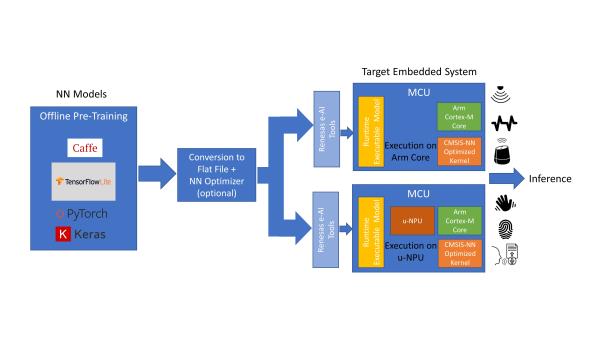 NN Models
Offline Pre-Training
Caffe
TensorFlowLite
PyTorch
K Keras
Conversion to
Flat File +
NN Optimizer
(optional)
Target Embedded System
Renesas e-AI
Tools
MCU
Runtime
Executable Model
Arm
Cortex-M
Core
Execution on
Arm Core
CMSIS-NN
Optimized
Kernel
Renesas e-AI
Tools
MCU
Runtime
Executable Model
u-NPU
Arm
Cortex-M
Core
Execution on
u-NPU
CMSIS-NN
Optimized
Kernel
Inference